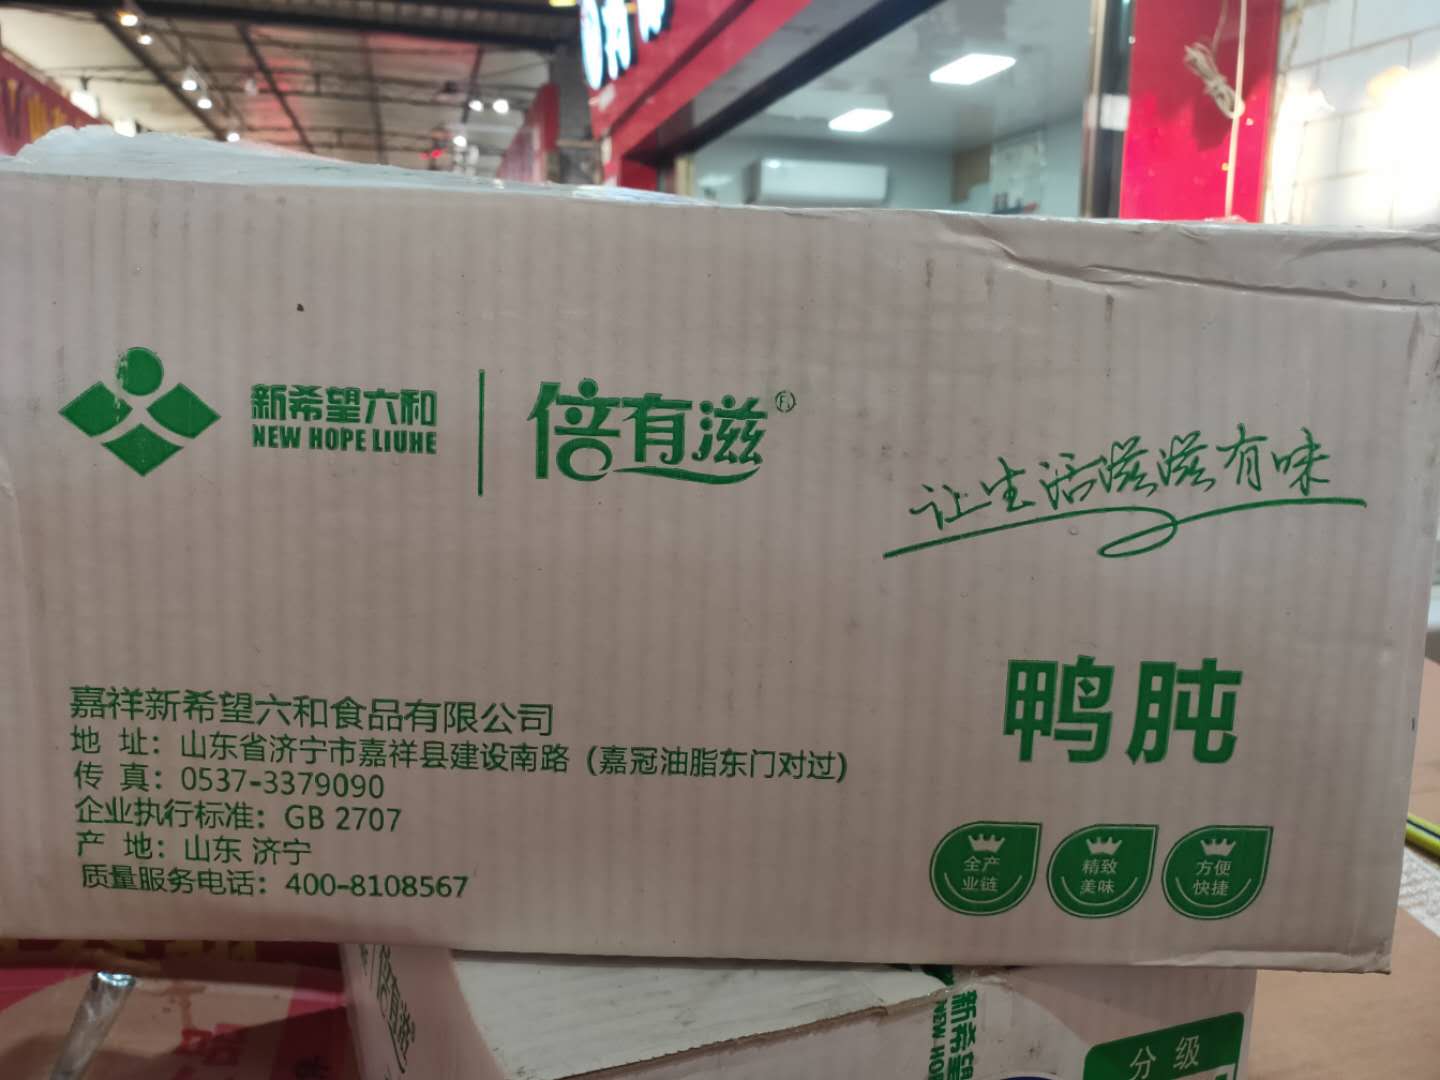 新希望六和
NEW HOPE LIUHE
倍有滋®
让生活滋滋有味
鸭肫
嘉祥新希望六和食品有限公司
地 址：山东省济宁市嘉祥县建设南路（嘉冠油脂东门对过）
传 真：0537-3379090
企业执行标准：GB 2707
产 地：山东 济宁
质量服务电话：400-8108567
全产
业链
精致
美味
方便
快捷
倍有滋
新希望
NEW HOP
分级